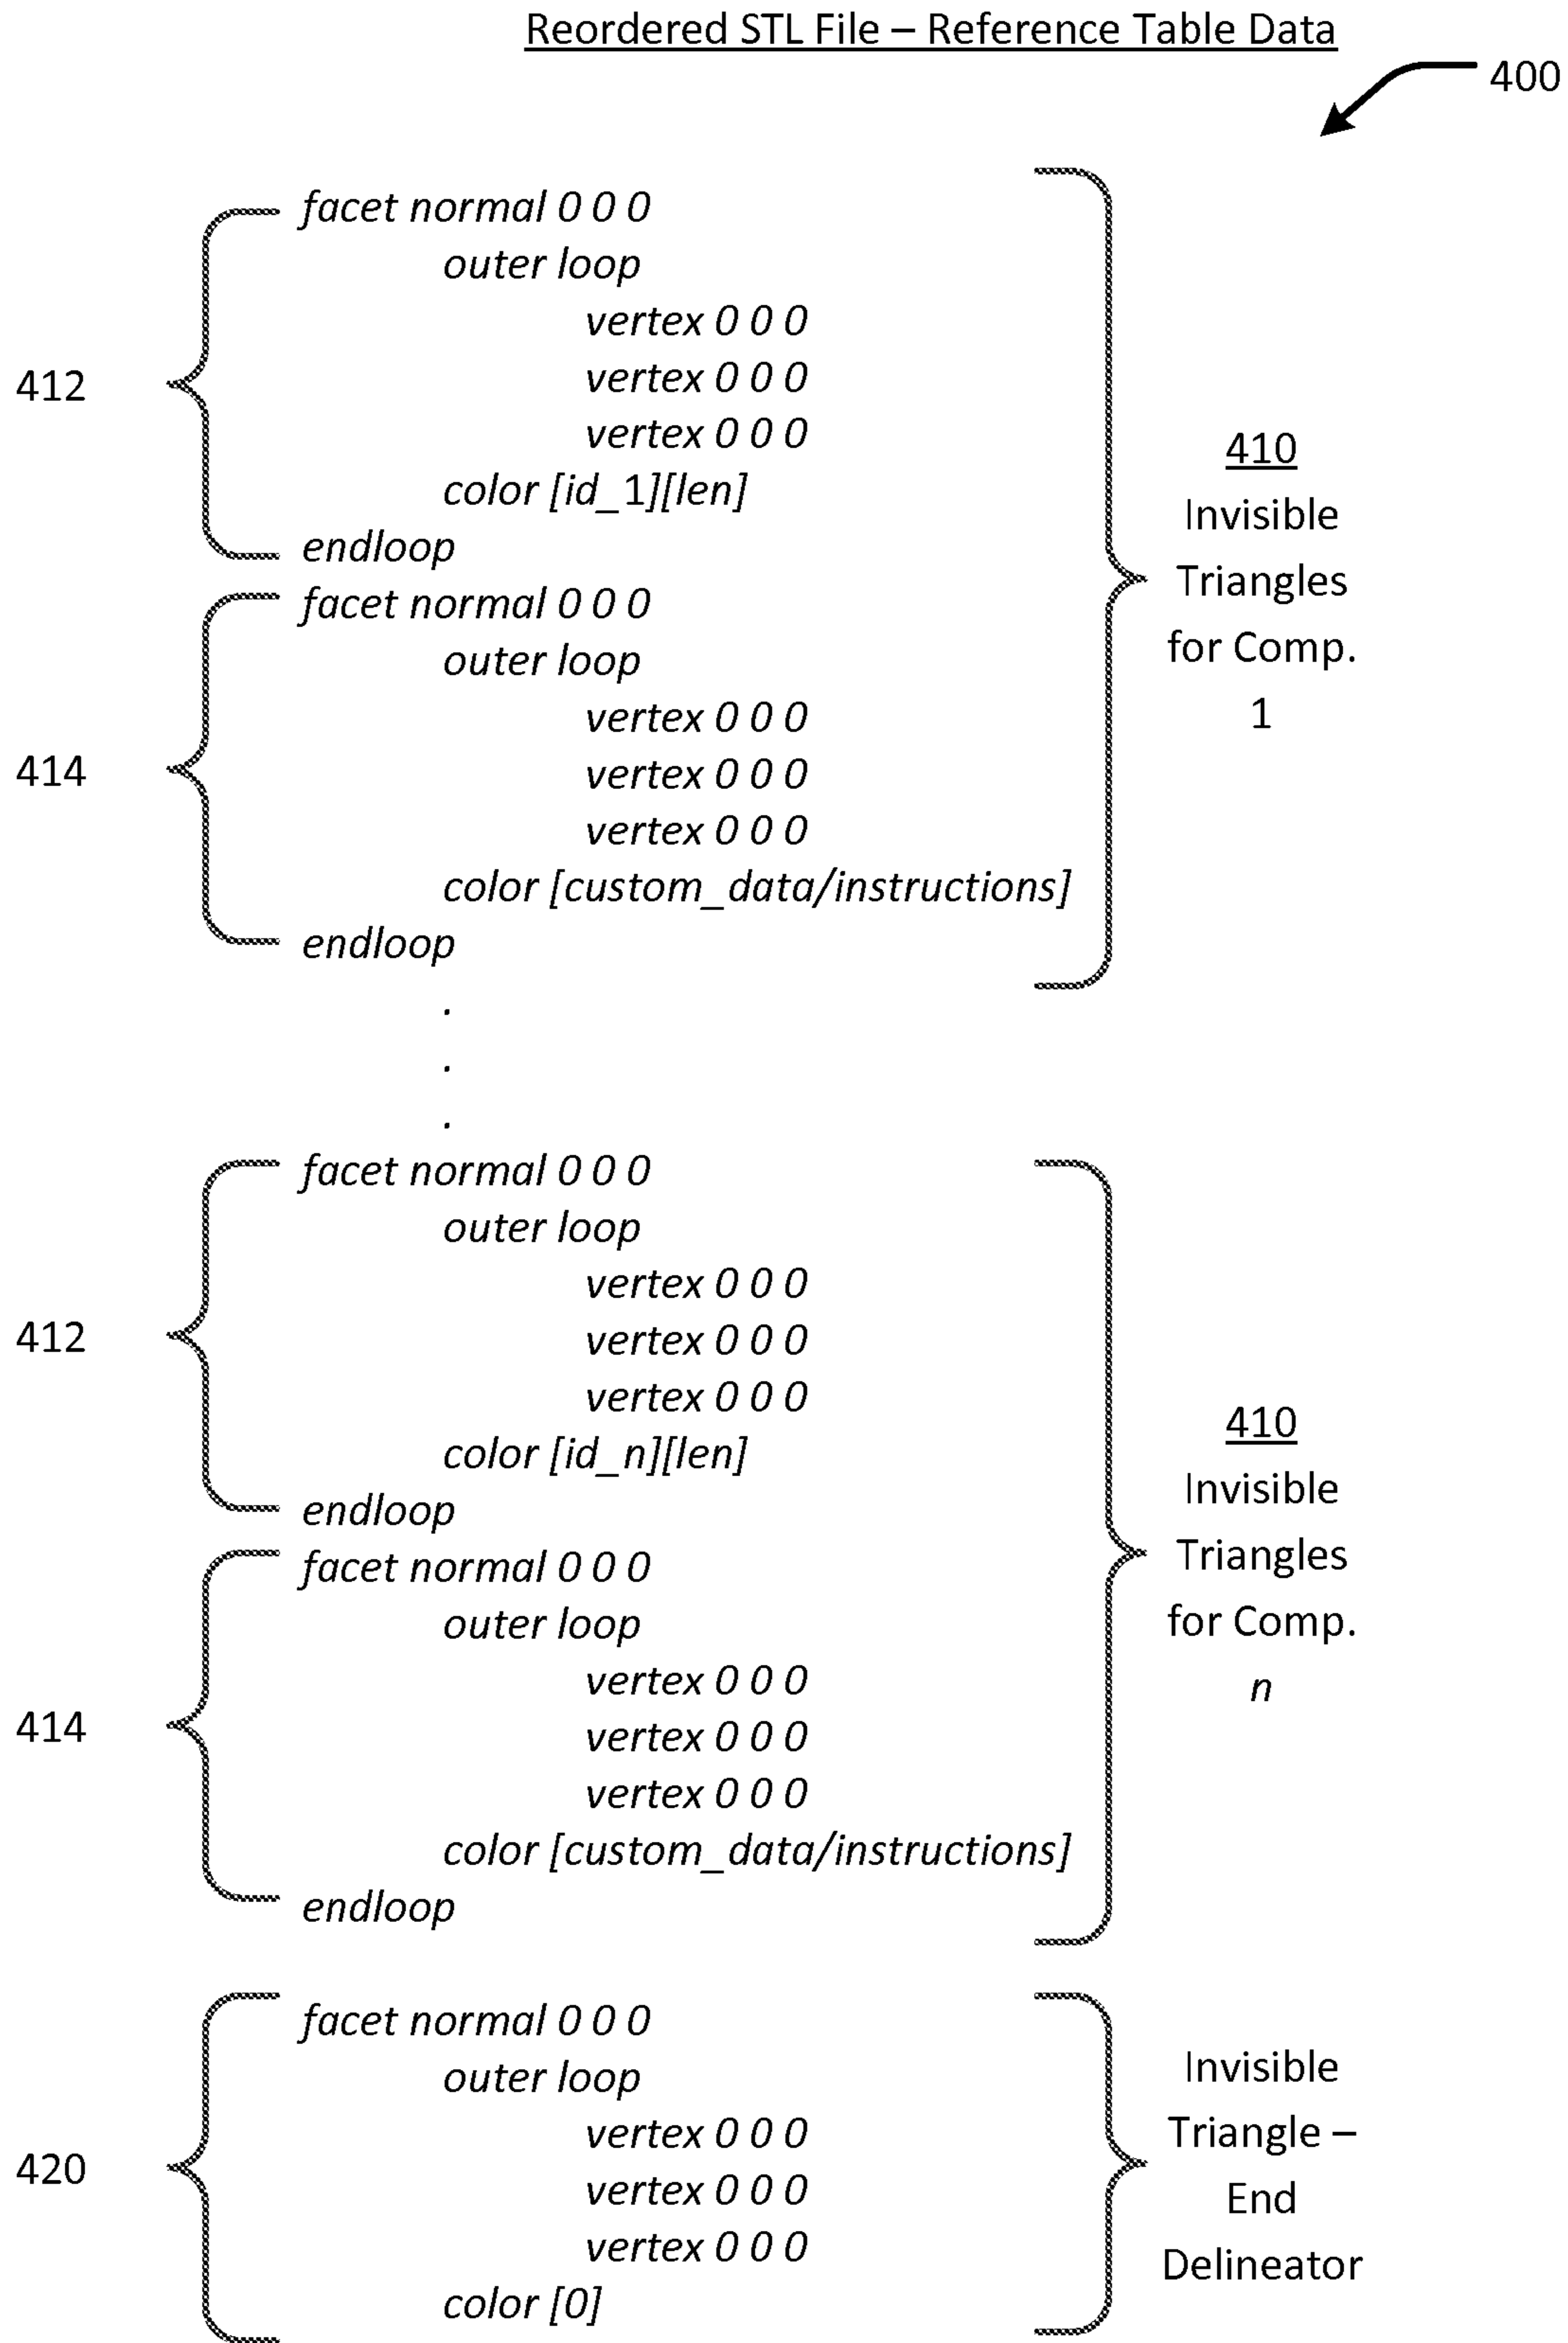 Reordered STL File – Reference Table Data
400
facet normal 0 0 0
outer loop
vertex 0 0 0
vertex 0 0 0
vertex 0 0 0
color [id_1][len]
endloop
412
facet normal 0 0 0
outer loop
vertex 0 0 0
vertex 0 0 0
vertex 0 0 0
color [custom_data/instructions]
endloop
414
410
Invisible
Triangles
for Comp.
1
.
.
.
facet normal 0 0 0
outer loop
vertex 0 0 0
vertex 0 0 0
vertex 0 0 0
color [id_n][len]
endloop
412
facet normal 0 0 0
outer loop
vertex 0 0 0
vertex 0 0 0
vertex 0 0 0
color [custom_data/instructions]
endloop
414
410
Invisible
Triangles
for Comp.
n
facet normal 0 0 0
outer loop
vertex 0 0 0
vertex 0 0 0
vertex 0 0 0
color [0]
420
Invisible
Triangle –
End
Delineator